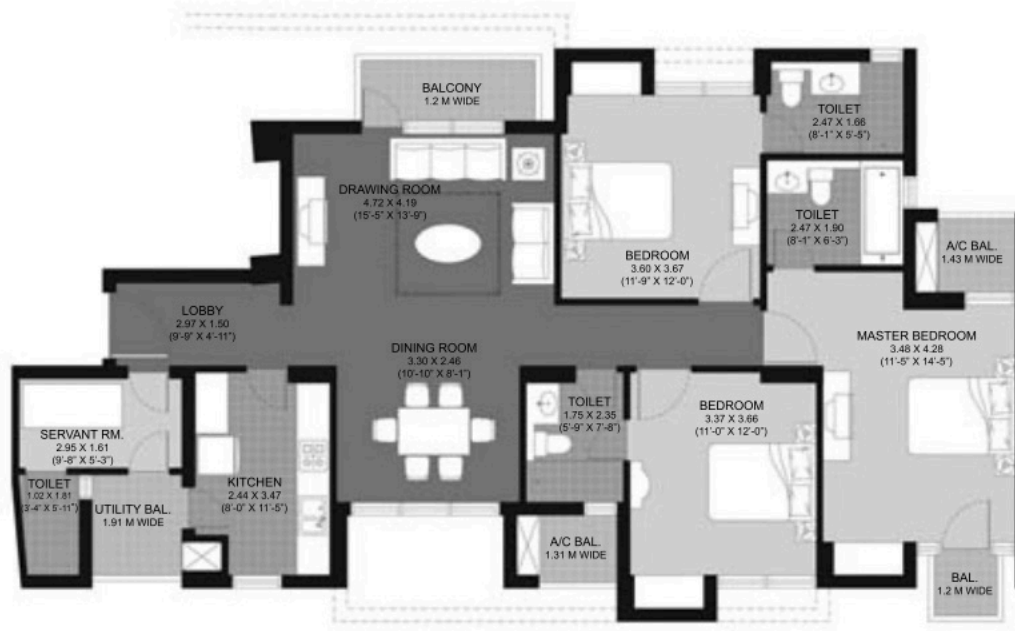 BALCONY
1.2 M WIDE
TOILET
2.47 X 1.66
(8'-1" X 5'-5")
DRAWING ROOM
4.72 X 4.19
(15'-5" X 13'-9")
TOILET
2.47 X 1.90
(8'-1" X 6'-3")
BEDROOM
3.60 X 3.67
(11'-9" X 12'-0")
A/C BAL.
1.43 M WIDE
LOBBY
2.97 X 1.50
(9'-9" X 4'-11")
MASTER BEDROOM
3.48 X 4.28
(11'-5" X 14'-5")
DINING ROOM
3.30 X 2.46
(10'-10" X 8'-1")
TOILET
1.75 X 2.35
(5'-9" X 7'-8")
BEDROOM
3.37 X 3.66
(11'-0" X 12'-0")
SERVANT RM.
2.95 X 1.61
(9'-8" X 5'-3")
TOILET
1.02 X 1.81
(3'-4" X 5'-11")
UTILITY BAL.
1.91 M WIDE
KITCHEN
2.44 X 3.47
(8'-0" X 11'-5")
A/C BAL.
1.31 M WIDE
BAL.
1.2 M WIDE